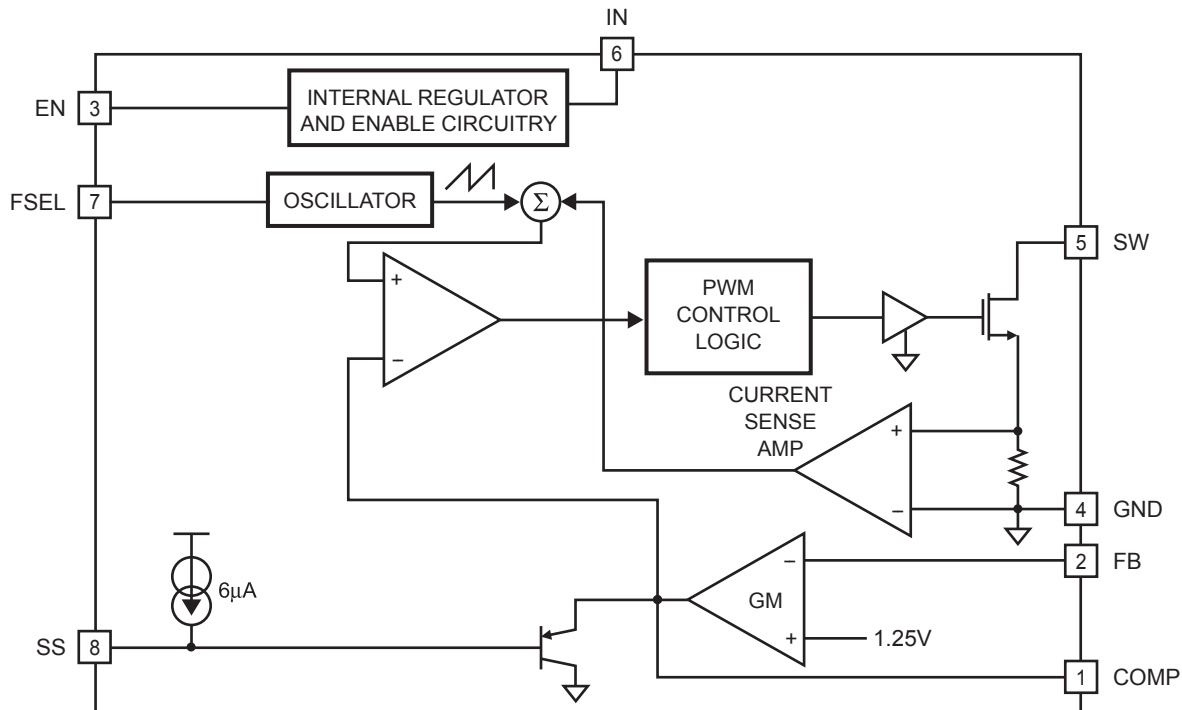 IN
6
EN 3
INTERNAL REGULATOR
AND ENABLE CIRCUITRY
FSEL 7
OSCILLATOR
Σ
5 SW
+
−
PWM
CONTROL
LOGIC
CURRENT
SENSE
AMP
+
−
4 GND
2 FB
−
GM
+
1.25V
6μA
SS 8
1 COMP